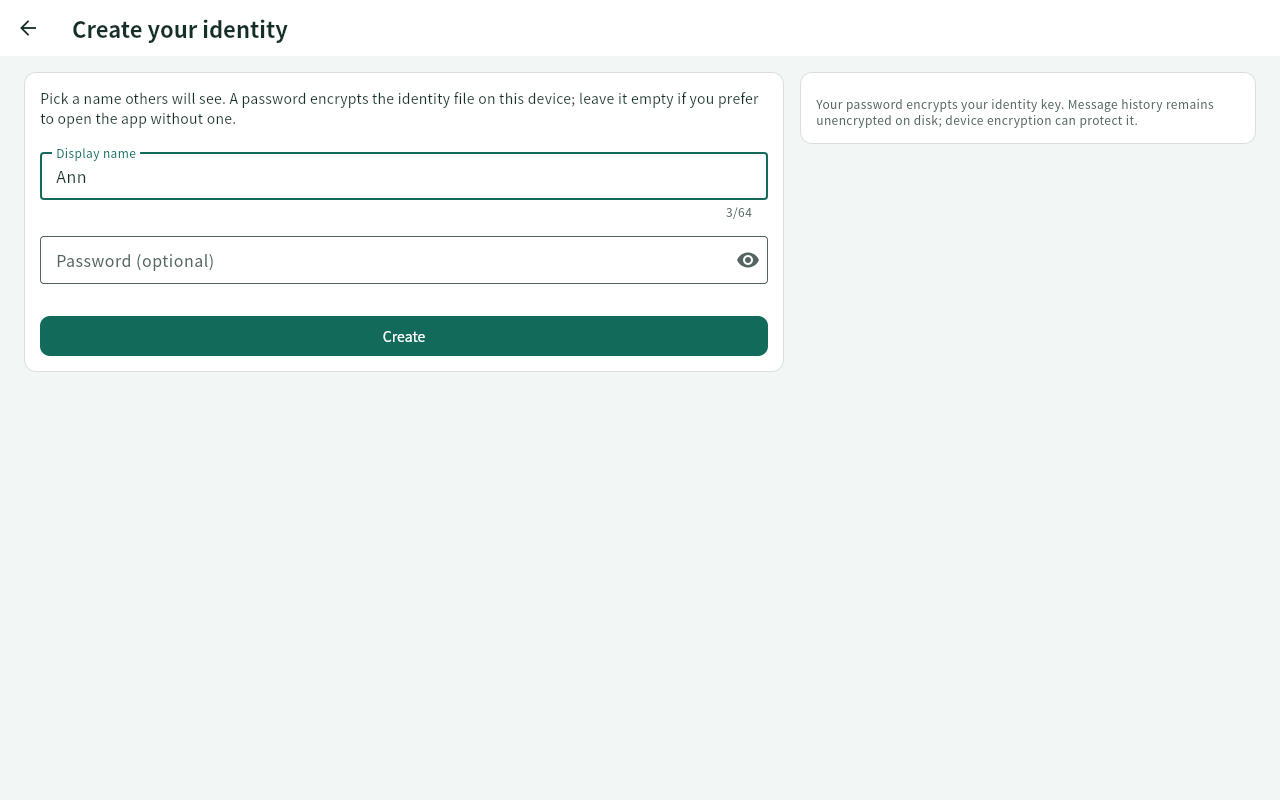 Create your identity
Pick a name others will see. A password encrypts the identity file on this device; leave it empty if you prefer
to open the app without one.
Display name
Ann
3/64
Password (optional)
Create
Your password encrypts your identity key. Message history remains
unencrypted on disk; device encryption can protect it.